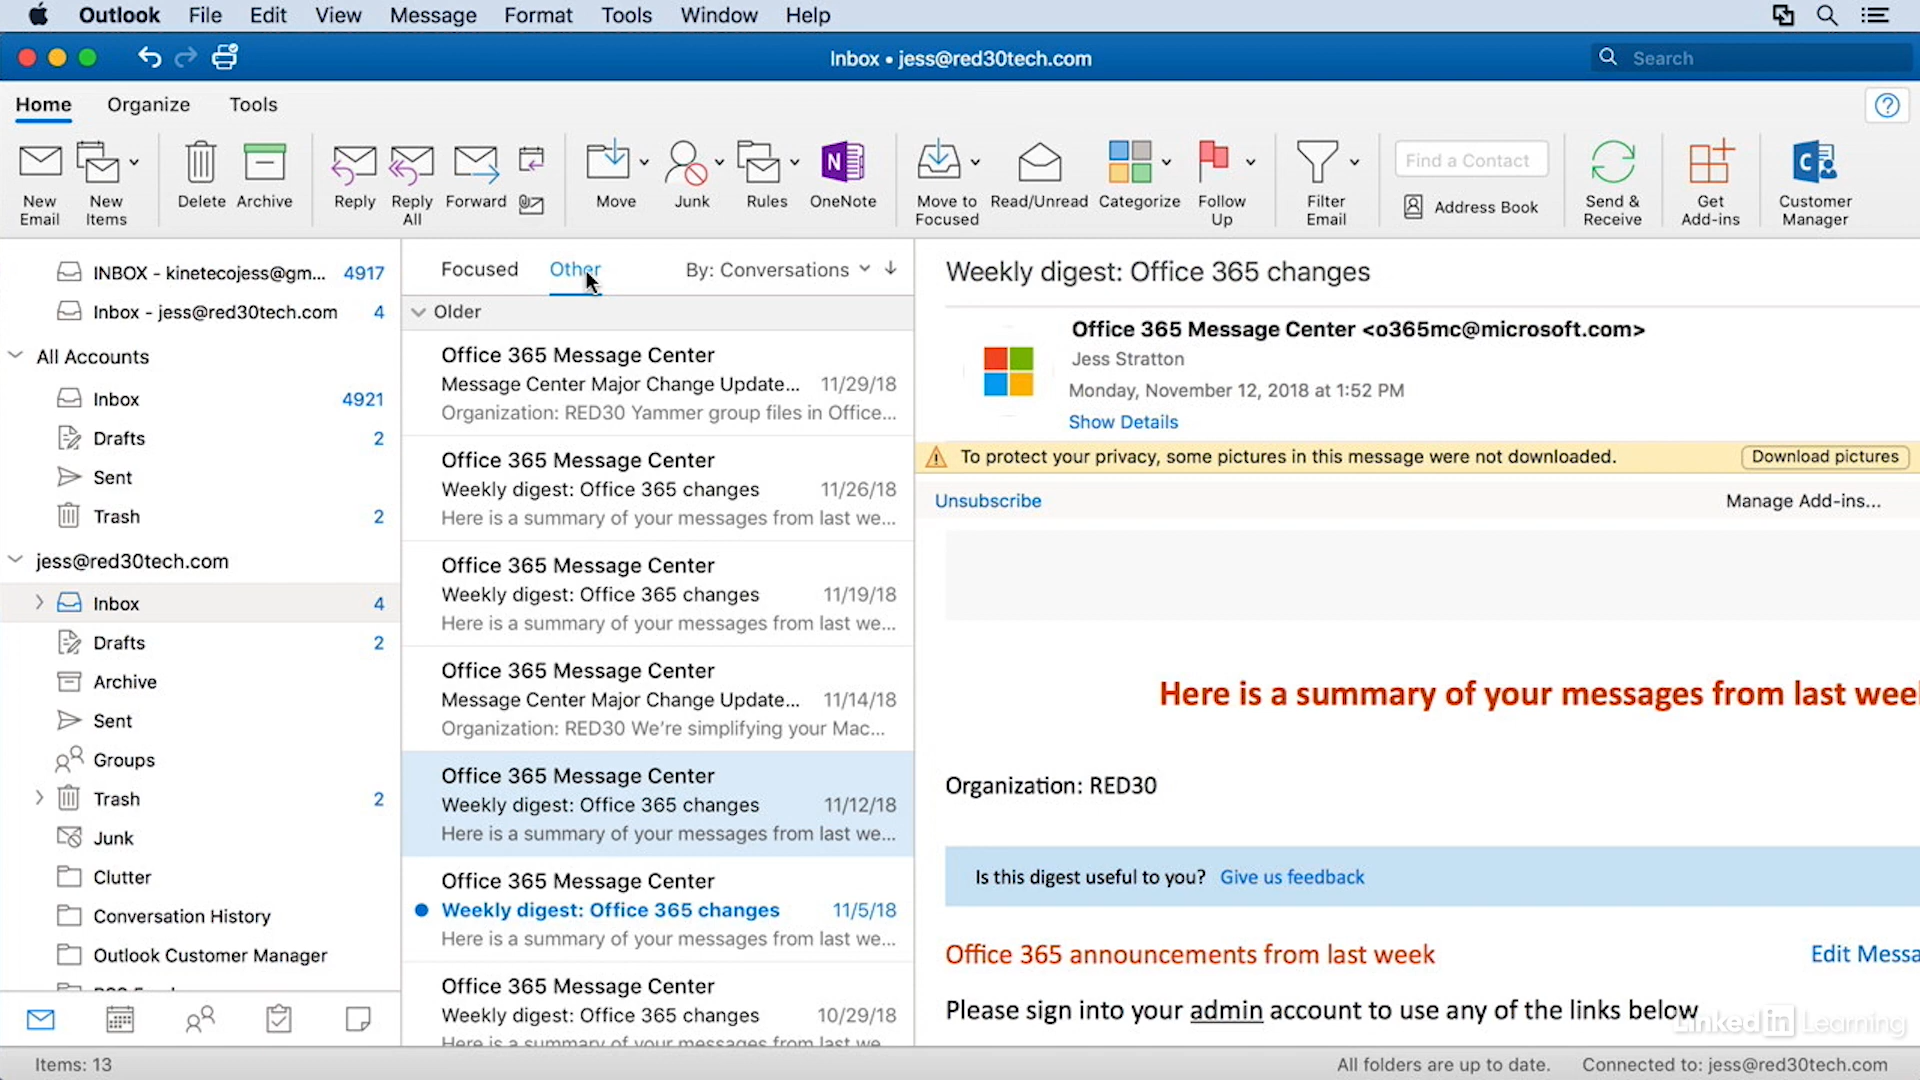 Outlook File Edit View Message Format Tools Window Help
Inbox • jess@red30tech.com
Search
Home Organize Tools
New Email
New Items
Delete
Archive
Reply
Reply All
Forward
Move
Junk
Rules
N
OneNote
Move to Focused
Read/Unread
Categorize
Follow Up
Filter Email
Find a Contact
Address Book
Send & Receive
Get Add-ins
C
Customer Manager
INBOX - kinetecojess@gm... 4917
Inbox - jess@red30tech.com 4
All Accounts
Inbox 4921
Drafts 2
Sent
Trash 2
jess@red30tech.com
Inbox 4
Drafts 2
Archive
Sent
Groups
Trash 2
Junk
Clutter
Conversation History
Outlook Customer Manager
Items: 13
Focused Other By: Conversations
Older
Office 365 Message Center
Message Center Major Change Update... 11/29/18
Organization: RED30 Yammer group files in Office...
Office 365 Message Center
Weekly digest: Office 365 changes 11/26/18
Here is a summary of your messages from last we...
Office 365 Message Center
Weekly digest: Office 365 changes 11/19/18
Here is a summary of your messages from last we...
Office 365 Message Center
Message Center Major Change Update... 11/14/18
Organization: RED30 We're simplifying your Mac...
Office 365 Message Center
Weekly digest: Office 365 changes 11/12/18
Here is a summary of your messages from last we...
Office 365 Message Center
Weekly digest: Office 365 changes 11/5/18
Here is a summary of your messages from last we...
Office 365 Message Center
Weekly digest: Office 365 changes 10/29/18
Here is a summary of your messages from last we...
Weekly digest: Office 365 changes
Office 365 Message Center <o365mc@microsoft.com>
Jess Stratton
Monday, November 12, 2018 at 1:52 PM
Show Details
To protect your privacy, some pictures in this message were not downloaded. Download pictures
Unsubscribe Manage Add-ins...
Here is a summary of your messages from last wee
Organization: RED30
Is this digest useful to you? Give us feedback
Office 365 announcements from last week Edit Messa
Please sign into your admin account to use any of the links below
Linked in Learning
All folders are up to date. Connected to: jess@red30tech.com